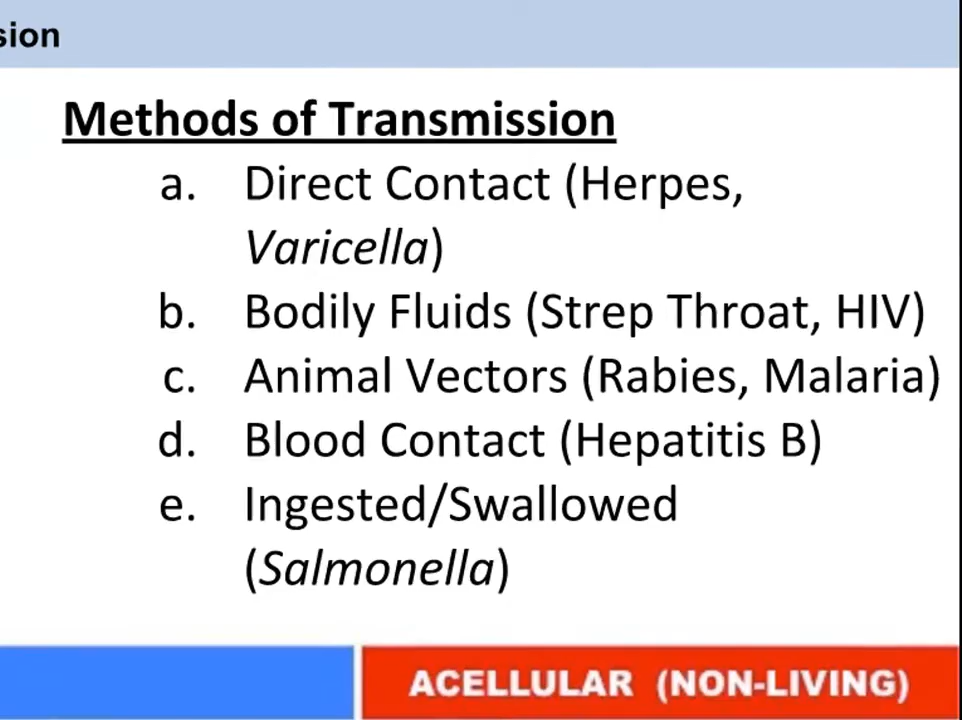 sion
Methods of Transmission
a. Direct Contact (Herpes,
Varicella)
b. Bodily Fluids (Strep Throat, HIV)
c. Animal Vectors (Rabies, Malaria)
d. Blood Contact (Hepatitis B)
e. Ingested/Swallowed
(Salmonella)
ACELLULAR (NON-LIVING)